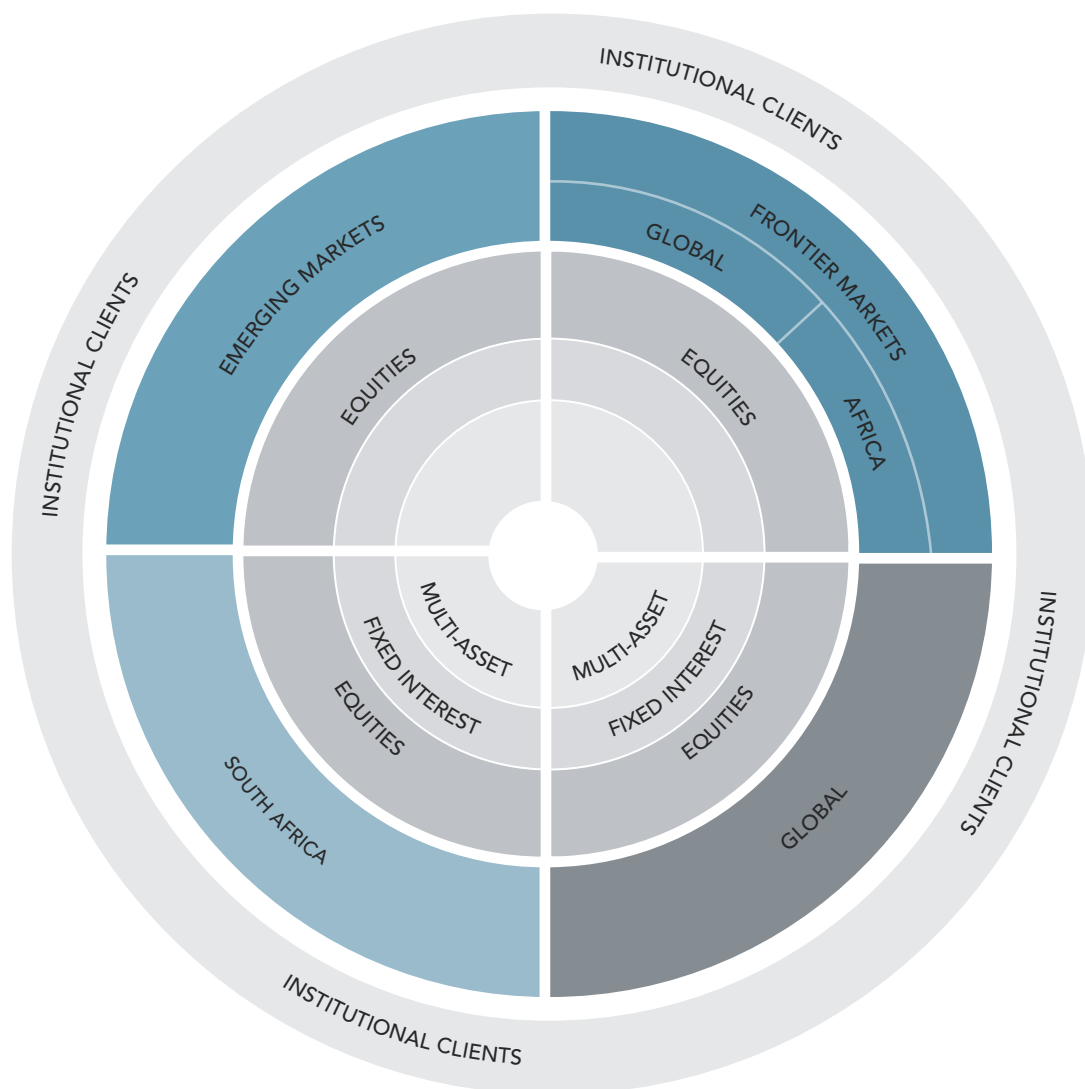 INSTITUTIONAL CLIENTS
INSTITUTIONAL CLIENTS
INSTITUTIONAL CLIENTS
INSTITUTIONAL CLIENTS
EMERGING MARKETS
EQUITIES
FRONTIER MARKETS
GLOBAL
AFRICA
EQUITIES
SOUTH AFRICA
EQUITIES
FIXED INTEREST
MULTI-ASSET
GLOBAL
EQUITIES
FIXED INTEREST
MULTI-ASSET